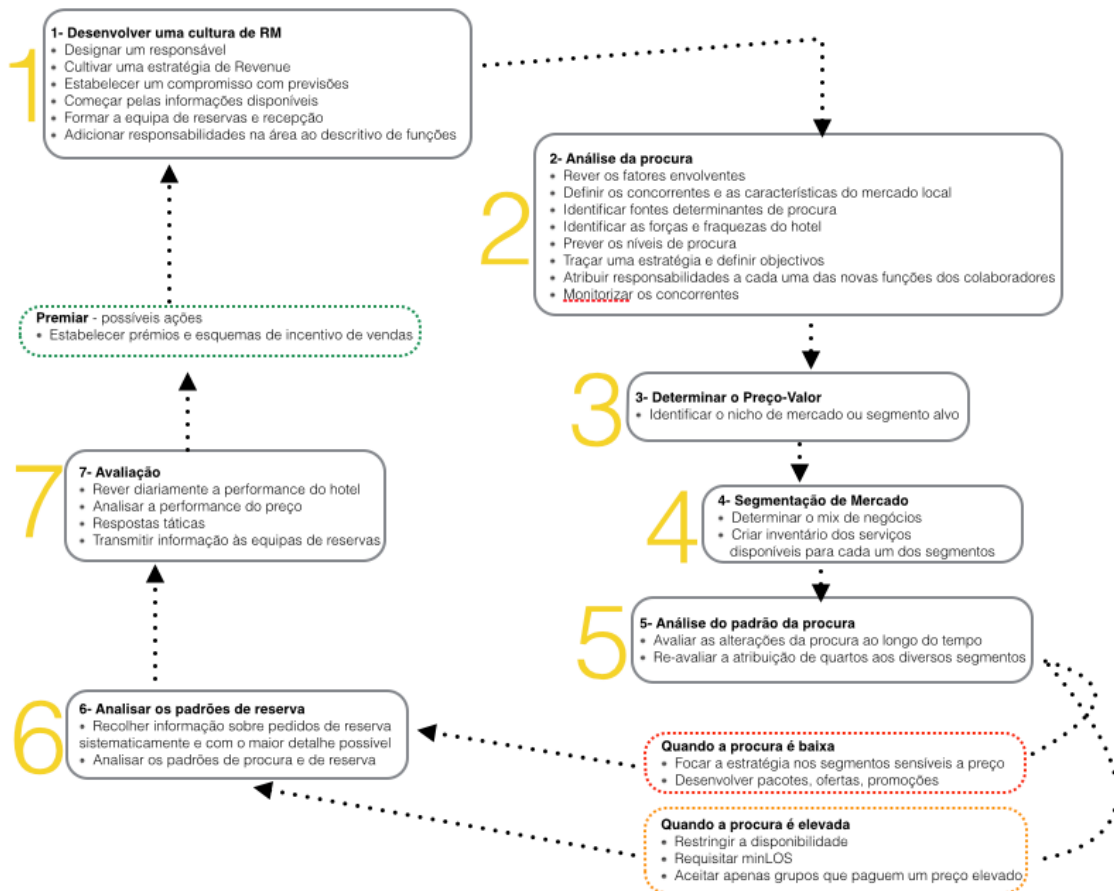 1
1- Desenvolver uma cultura de RM
• Designar um responsável
• Cultivar uma estratégia de Revenue
• Estabelecer um compromisso com previsões
• Começar pelas informações disponíveis
• Formar a equipa de reservas e recepção
• Adicionar responsabilidades na área ao descritivo de funções
2
2- Análise da procura
• Rever os fatores envolventes
• Definir os concorrentes e as características do mercado local
• Identificar fontes determinantes de procura
• Identificar as forças e fraquezas do hotel
• Prever os níveis de procura
• Traçar uma estratégia e definir objectivos
• Atribuir responsabilidades a cada uma das novas funções dos colaboradores
• Monitorizar os concorrentes
3
3- Determinar o Preço-Valor
• Identificar o nicho de mercado ou segmento alvo
4
4- Segmentação de Mercado
• Determinar o mix de negócios
• Criar inventário dos serviços
disponíveis para cada um dos segmentos
5
5- Análise do padrão da procura
• Avaliar as alterações da procura ao longo do tempo
• Re-avaliar a atribuição de quartos aos diversos segmentos
Quando a procura é baixa
• Focar a estratégia nos segmentos sensíveis a preço
• Desenvolver pacotes, ofertas, promoções
Quando a procura é elevada
• Restringir a disponibilidade
• Requisitar minLOS
• Aceitar apenas grupos que paguem um preço elevado
6
6- Analisar os padrões de reserva
• Recolher informação sobre pedidos de reserva
sistematicamente e com o maior detalhe possível
• Analisar os padrões de procura e de reserva
7
7- Avaliação
• Rever diariamente a performance do hotel
• Analisar a performance do preço
• Respostas táticas
• Transmitir informação às equipas de reservas
Premiar - possíveis ações
• Estabelecer prémios e esquemas de incentivo de vendas